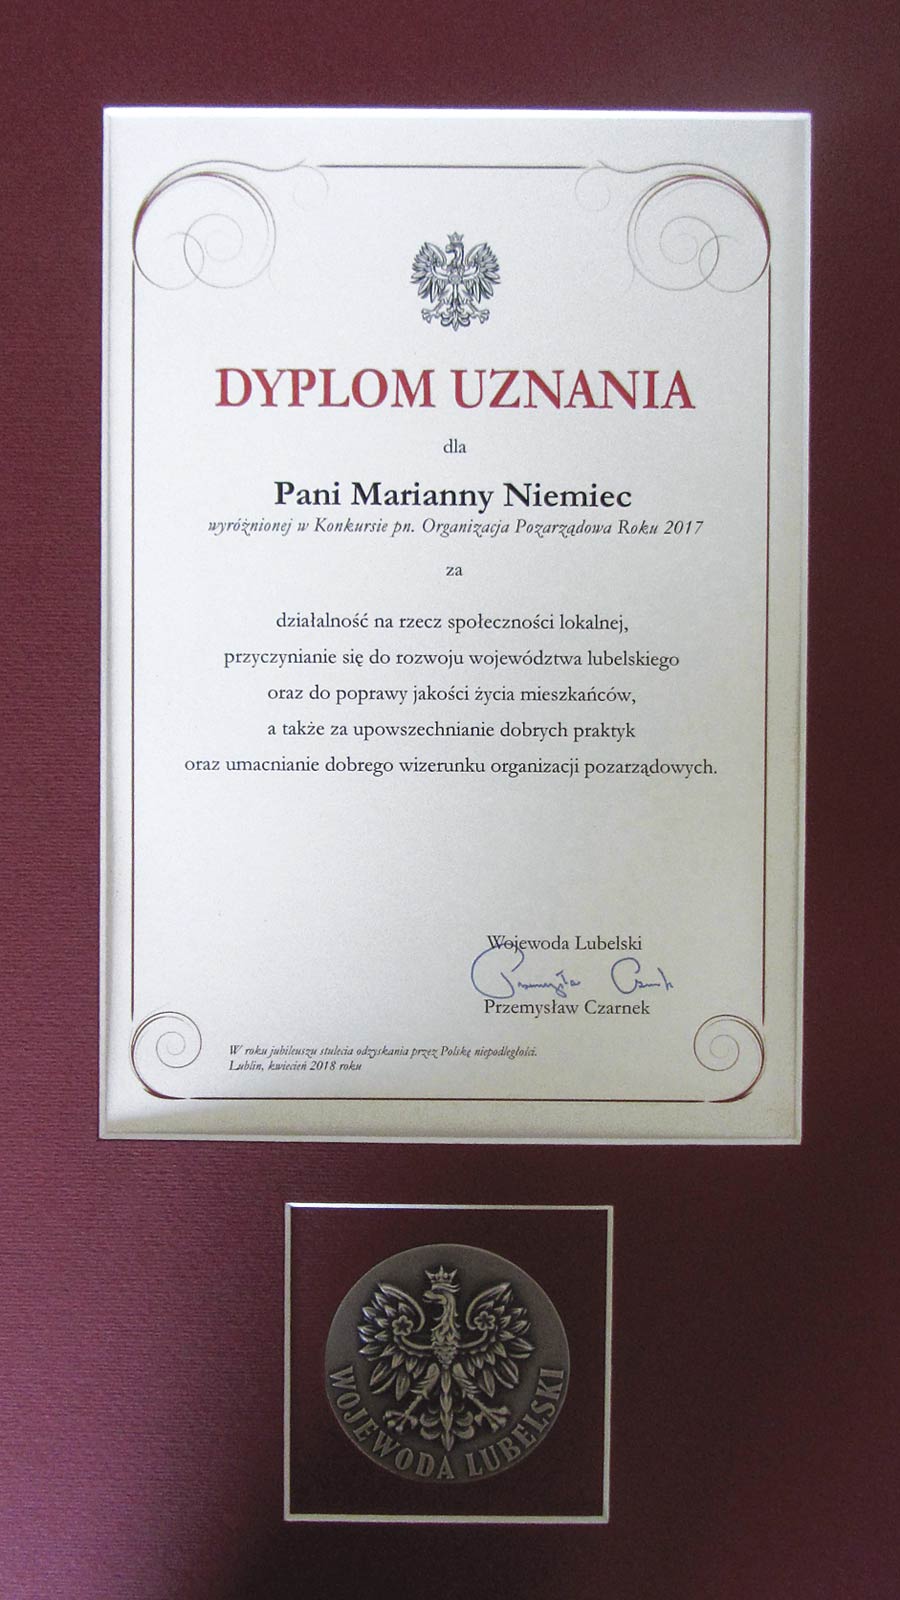 DYPLOM UZNANIA
dla
Pani Marianny Niemiec
wyróżnionej w Konkursie pn. Organizacja Pozarządowa Roku 2017
za
działalność na rzecz społeczności lokalnej,
przyczynianie się do rozwoju województwa lubelskiego
oraz do poprawy jakości życia mieszkańców,
a także za upowszechnianie dobrych praktyk
oraz umacnianie dobrego wizerunku organizacji pozarządowych.
Wojewoda Lubelski
Przemysław Czarnek
Przemysław Czarnek
W roku jubileuszu stulecia odzyskania przez Polskę niepodległości.
Lublin, kwiecień 2018 roku
WOJEWODA LUBELSKI